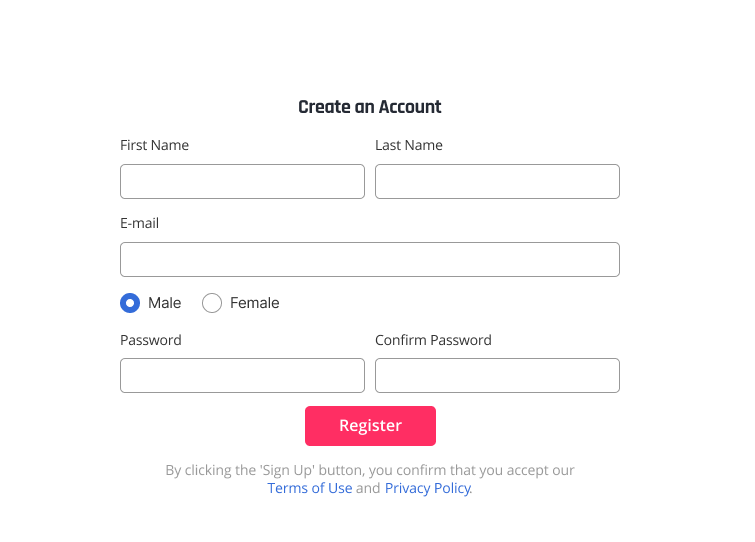 Create an Account
First Name Last Name
E-mail
Male Female
Password Confirm Password
Register
By clicking the 'Sign Up' button, you confirm that you accept our
Terms of Use and Privacy Policy.